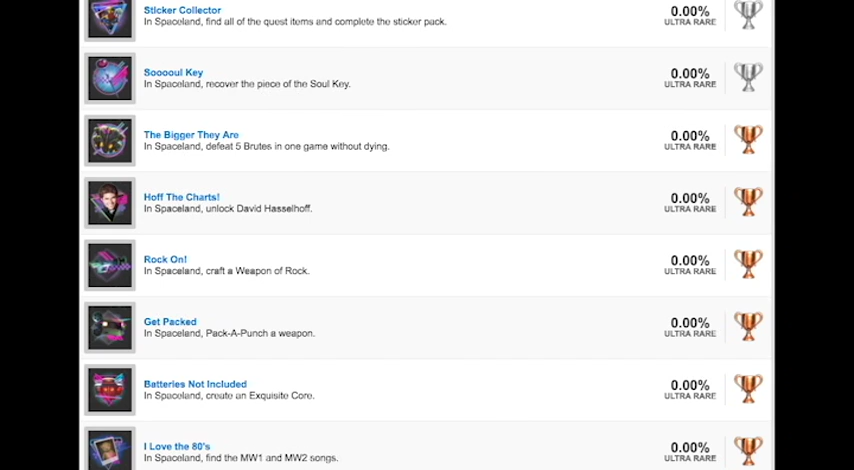 Sticker Collector
In Spaceland, find all of the quest items and complete the sticker pack.
0.00%
ULTRA RARE
Sooooul Key
In Spaceland, recover the piece of the Soul Key.
0.00%
ULTRA RARE
The Bigger They Are
In Spaceland, defeat 5 Brutes in one game without dying.
0.00%
ULTRA RARE
Hoff The Charts!
In Spaceland, unlock David Hasselhoff.
0.00%
ULTRA RARE
Rock On!
In Spaceland, craft a Weapon of Rock.
0.00%
ULTRA RARE
Get Packed
In Spaceland, Pack-A-Punch a weapon.
0.00%
ULTRA RARE
Batteries Not Included
In Spaceland, create an Exquisite Core.
0.00%
ULTRA RARE
I Love the 80's
In Spaceland, find the MW1 and MW2 songs.
0.00%
ULTRA RARE